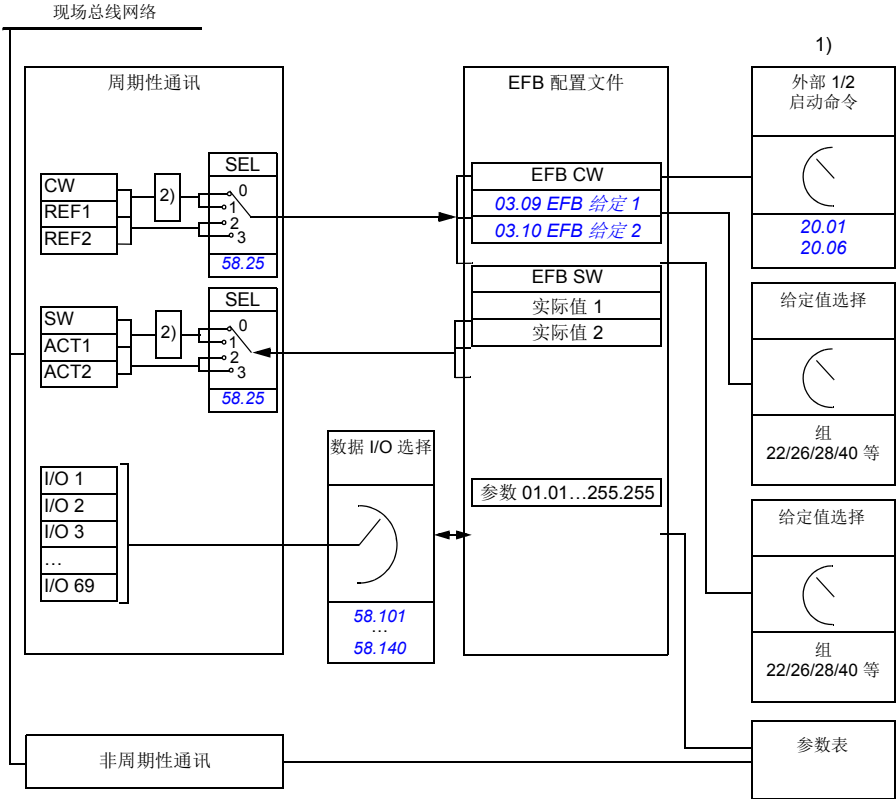 现场总线网络
周期性通讯
CW
REF1
REF2
2)
SEL
0
1
2
3
58.25
SW
ACT1
ACT2
2)
SEL
0
1
2
3
58.25
I/O 1
I/O 2
I/O 3
…
I/O 69
数据 I/O 选择
58.101
…
58.140
EFB 配置文件
EFB CW
03.09 EFB 给定 1
03.10 EFB 给定 2
EFB SW
实际值 1
实际值 2
参数 01.01…255.255
1)
外部 1/2
启动命令
20.01
20.06
给定值选择
组
22/26/28/40 等
给定值选择
组
22/26/28/40 等
非周期性通讯
参数表